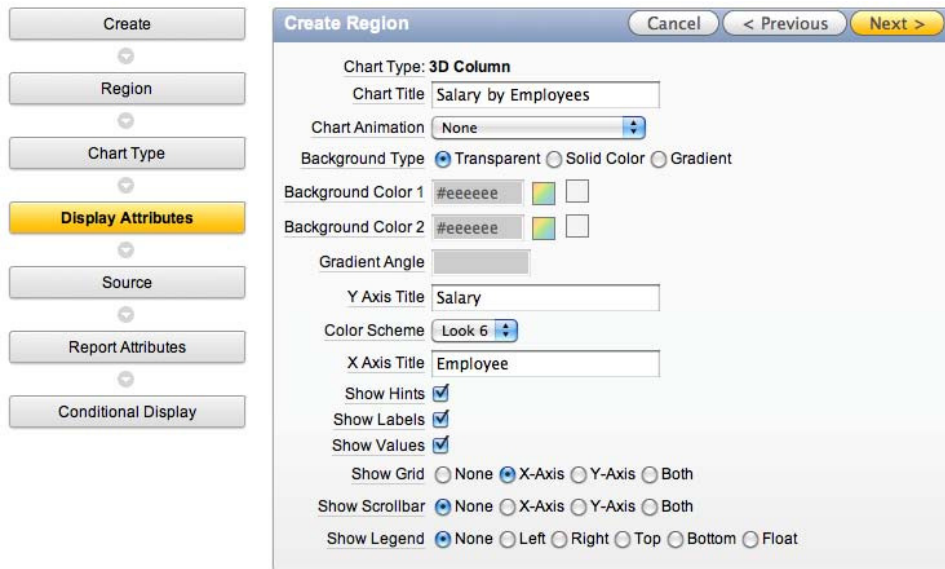 Create
Region
Chart Type
Display Attributes
Source
Report Attributes
Conditional Display
Create Region
Cancel
< Previous
Next >
Chart Type: 3D Column
Chart Title Salary by Employees
Chart Animation None
Background Type Transparent Solid Color Gradient
Background Color 1 #eeeeee
Background Color 2 #eeeeee
Gradient Angle
Y Axis Title Salary
Color Scheme Look 6
X Axis Title Employee
Show Hints
Show Labels
Show Values
Show Grid None X-Axis Y-Axis Both
Show Scrollbar None X-Axis Y-Axis Both
Show Legend None Left Right Top Bottom Float